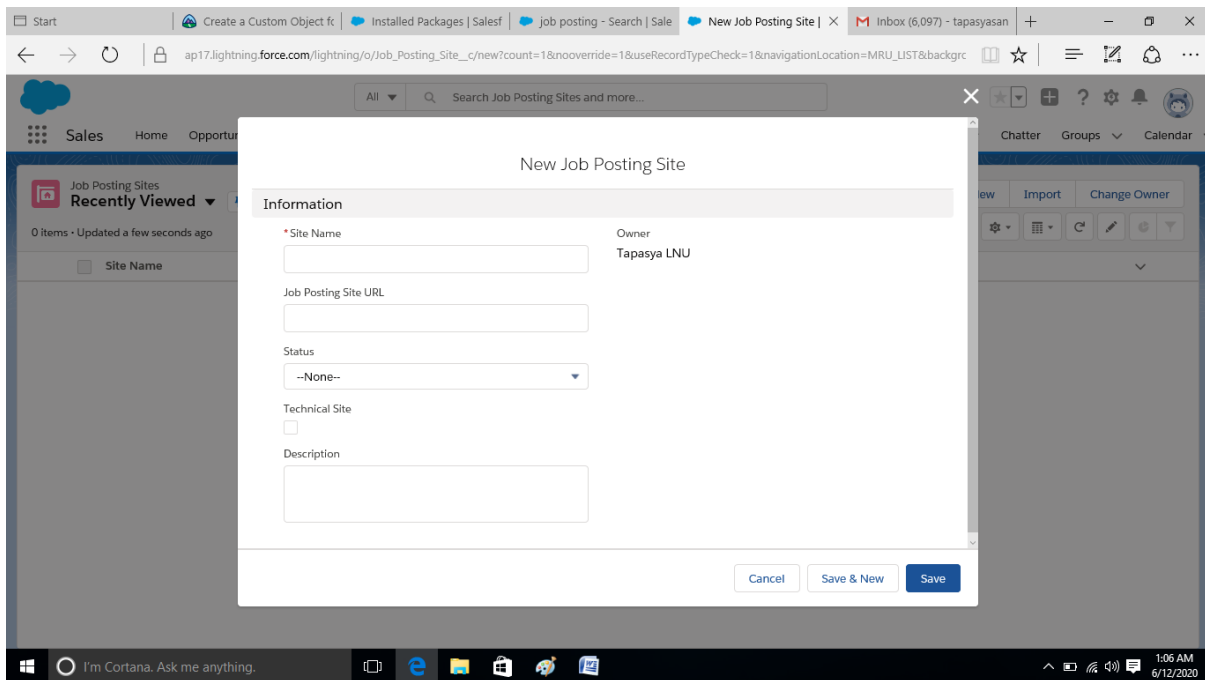 Start
Create a Custom Object fo
Installed Packages | Salesf
job posting - Search | Sale
New Job Posting Site |
Inbox (6,097) - tapasyasan
ap17.lightning.force.com/lightning/o/Job_Posting_Site__c/new?count=1&nooverride=1&useRecordTypeCheck=1&navigationLocation=MRU_LIST&backgrc
All
Search Job Posting Sites and more...
Sales
Home
Opportun
Chatter
Groups
Calendar
Job Posting Sites
Recently Viewed
ew
Import
Change Owner
0 items • Updated a few seconds ago
Site Name
New Job Posting Site
Information
*Site Name
Owner
Tapasya LNU
Job Posting Site URL
Status
--None--
Technical Site
Description
Cancel
Save & New
Save
I'm Cortana. Ask me anything.
1:06 AM
6/12/2020